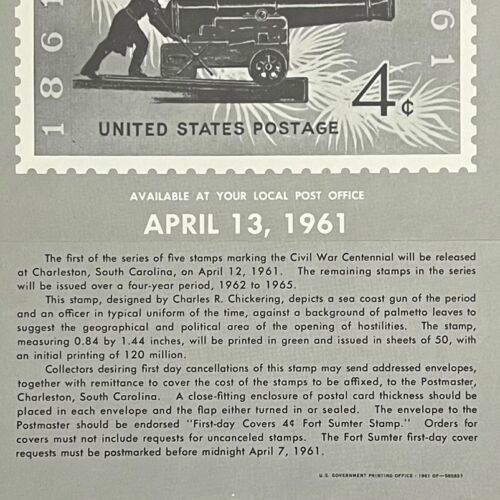 1861
1961
4¢
UNITED STATES POSTAGE
AVAILABLE AT YOUR LOCAL POST OFFICE
APRIL 13, 1961
The first of the series of five stamps marking the Civil War Centennial will be released
at Charleston, South Carolina, on April 12, 1961. The remaining stamps in the series
will be issued over a four-year period, 1962 to 1965.
This stamp, designed by Charles R. Chickering, depicts a sea coast gun of the period
and an officer in typical uniform of the time, against a background of palmetto leaves to
suggest the geographical and political area of the opening of hostilities. The stamp,
measuring 0.84 by 1.44 inches, will be printed in green and issued in sheets of 50, with
an initial printing of 120 million.
Collectors desiring first day cancellations of this stamp may send addressed envelopes,
together with remittance to cover the cost of the stamps to be affixed, to the Postmaster,
Charleston, South Carolina. A close-fitting enclosure of postal card thickness should be
placed in each envelope and the flap either turned in or sealed. The envelope to the
Postmaster should be endorsed "First-day Covers 4¢ Fort Sumter Stamp." Orders for
covers must not include requests for uncanceled stamps. The Fort Sumter first-day cover
requests must be postmarked before midnight April 7, 1961.
U.S. GOVERNMENT PRINTING OFFICE : 1961 OF—585837